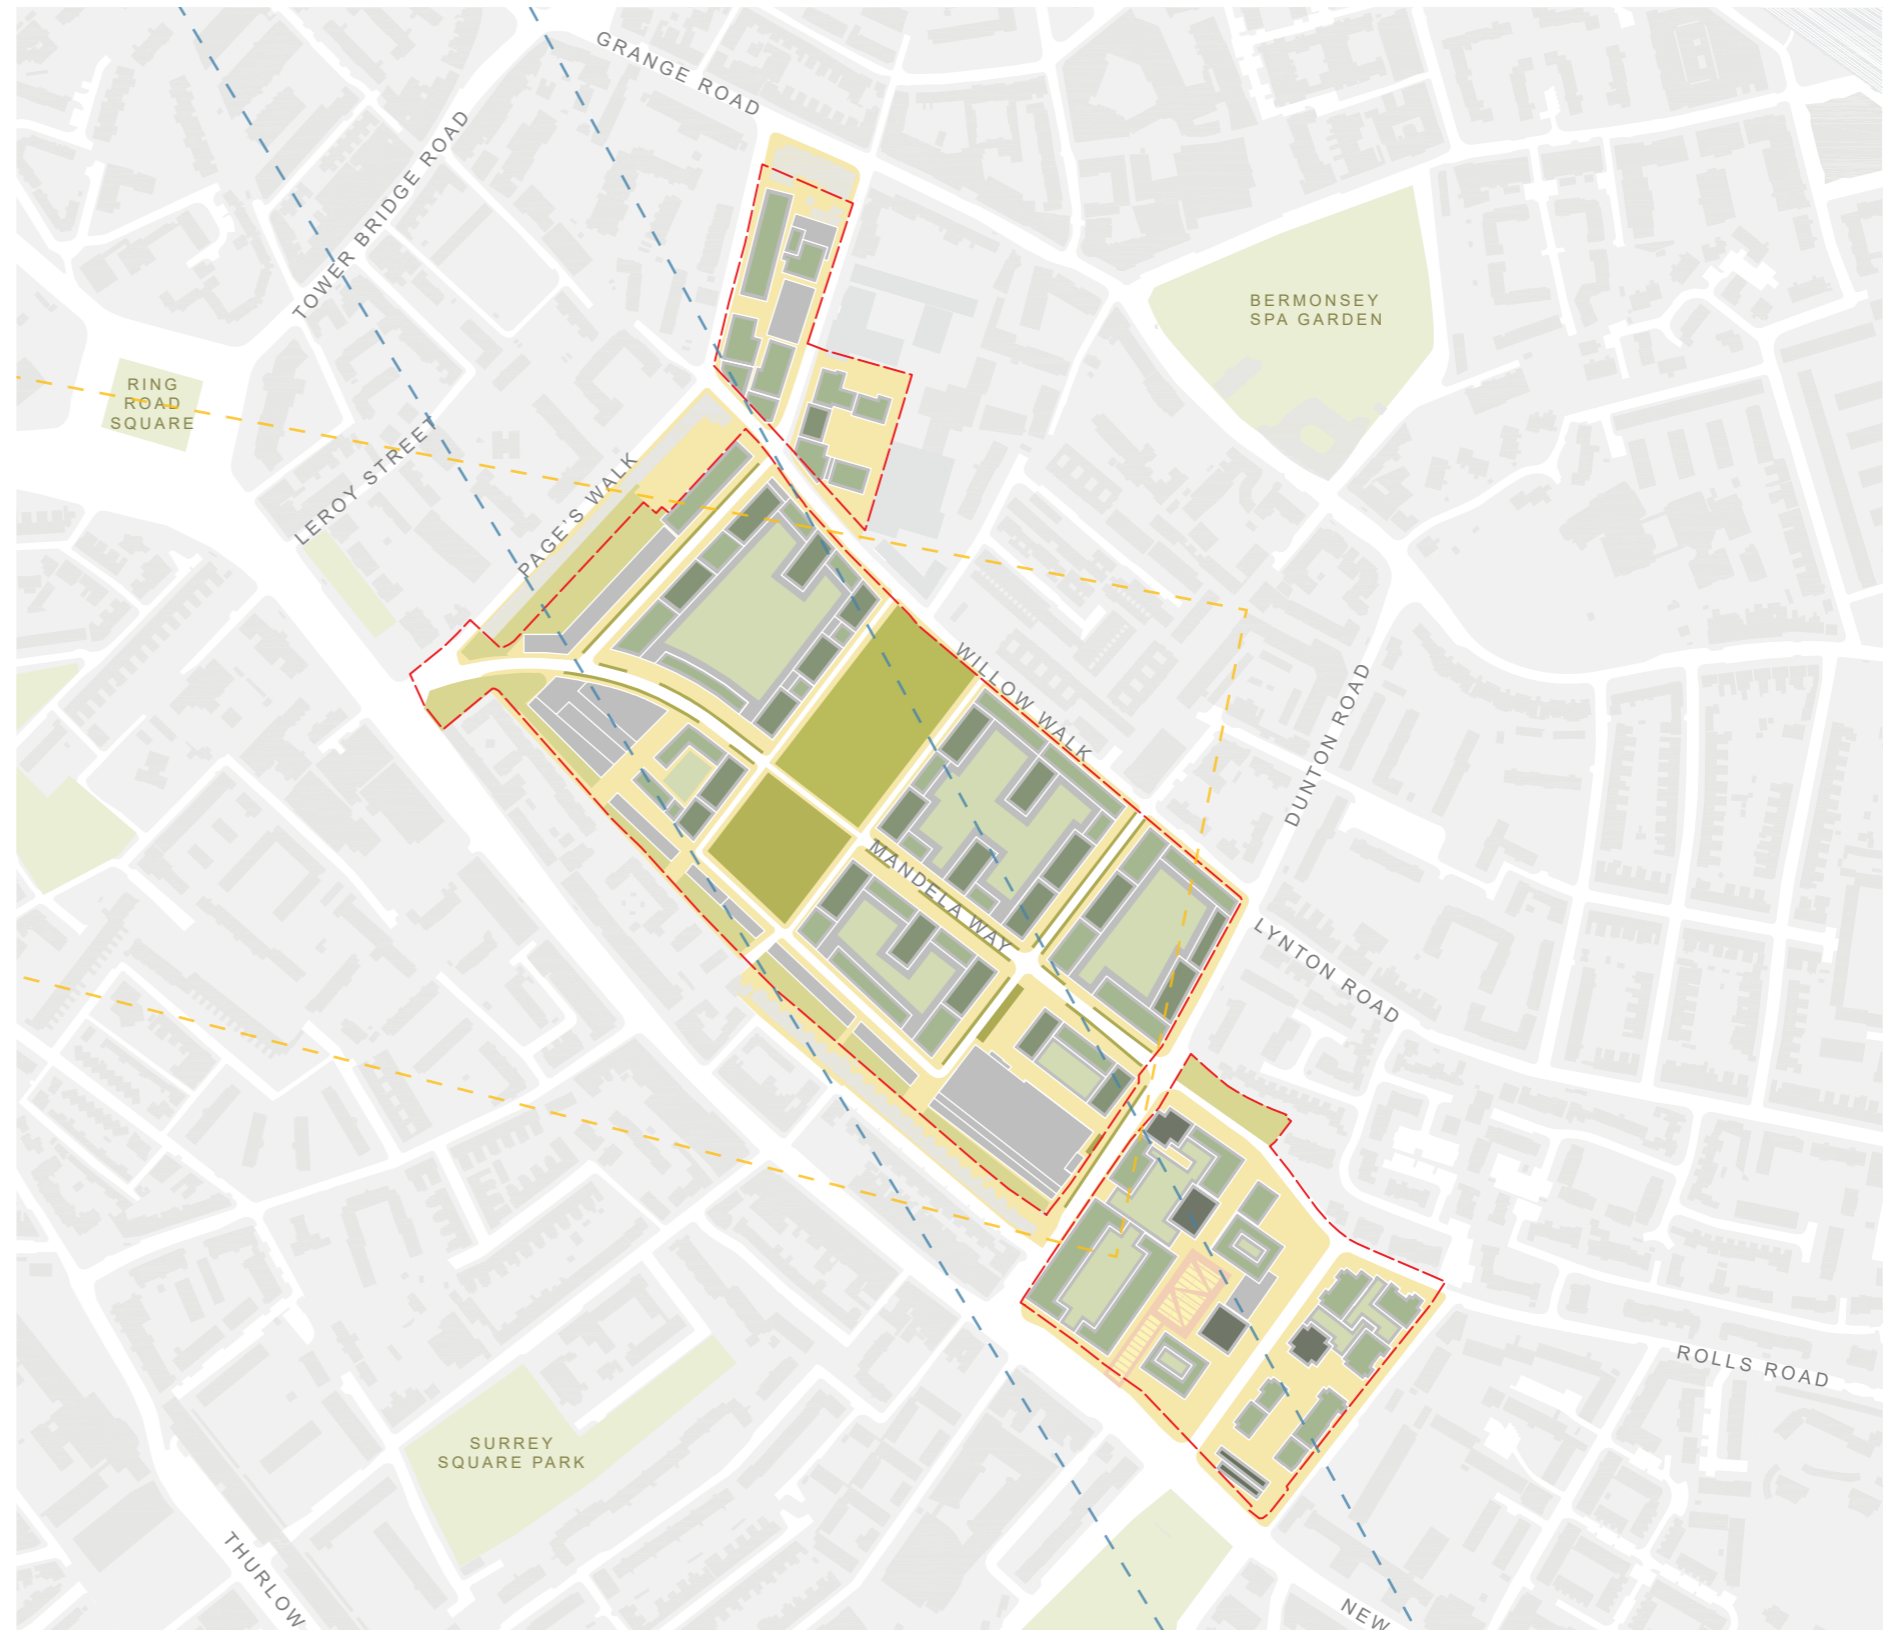 GRANGE ROAD
TOWER BRIDGE ROAD
BERMONSEY
SPA GARDEN
RING
ROAD
SQUARE
LEROY STREET
PAGE'S WALK
WILLOW WALK
DUNTON ROAD
MANDELA WAY
LYNTON ROAD
ROLLS ROAD
SURREY
SQUARE PARK
THURLOW
NEW